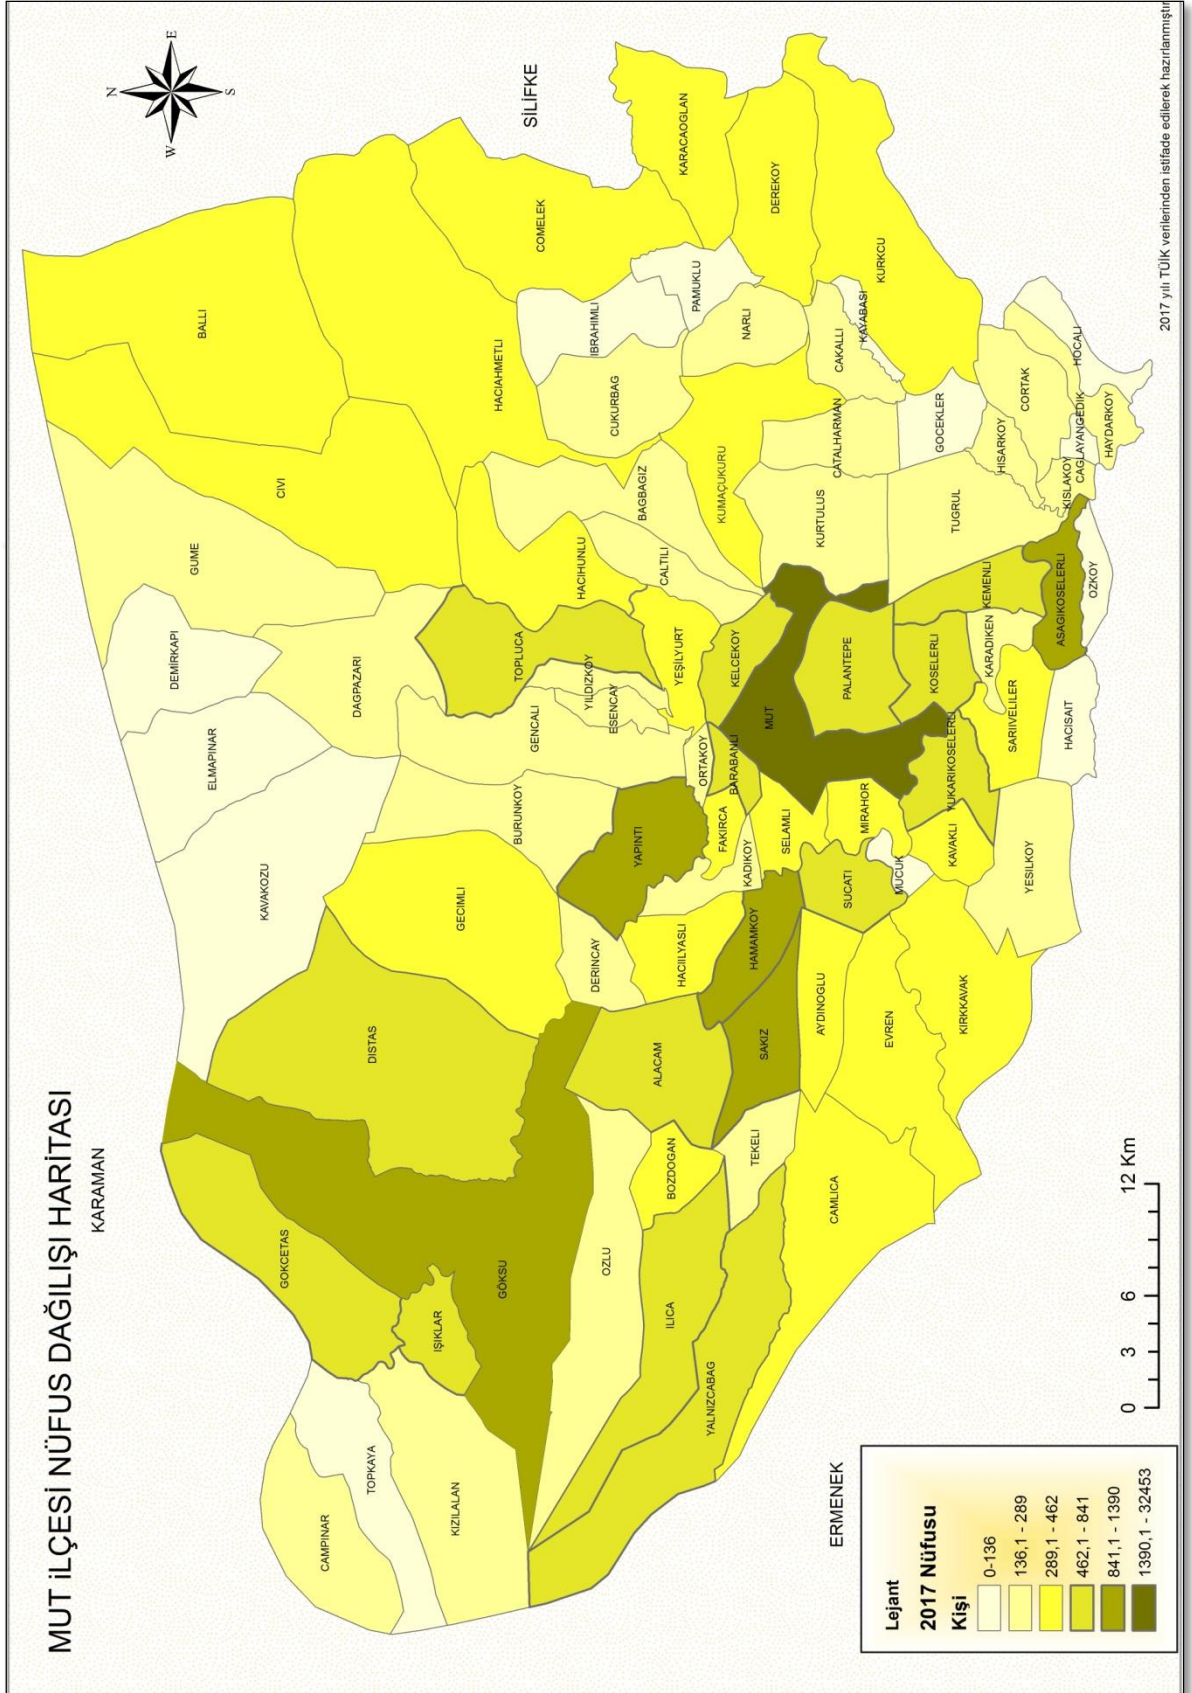 MUT İLÇESİ NÜFUS DAĞILIŞI HARİTASI
KARAMAN
N
W
E
S
SİLİFKE
ERMENEK
BALLI
CIVI
GUME
DEMİRKAPI
ELMAPINAR
KAVAKOZU
DAGPAZARI
HACIAHMETLI
COMELEK
KARACAOGLAN
DEREKOY
KURKCU
IBRAHIMLI
PAMUKLU
CUKURBAG
NARLI
CAKALLI
KAYABASI
BAGBAGIZ
KUMAÇUKURU
CATALHARMAN
GOCEKLER
CORTAK
HOCALI
HISARKOY
KISLAKOY
CAGLAYANGEDIK
HAYDARKOY
HACIHUNLU
CALTILI
KURTULUS
TUGRUL
TOPLUCA
YILDIZKOY
ESENCAY
GENCALI
YEŞİLYURT
KELCEKOY
MUT
PALANTEPE
KOSELERLI
KEMENLI
KARADIKEN
ASAGIKOSELERLI
OZKOY
SARIIVELILER
HACISAIT
BURUNKOY
GECIMLI
YAPINTI
ORTAKOY
BARABANLI
FAKIRCA
KADIKOY
SELAMLI
MIRAHOR
YUKARIKOSELERLI
KAVAKLI
MUCUK
SUCATI
YESILKOY
DISTAS
DERINCAY
HACIILYASLI
HAMAMKOY
SAKIZ
ALACAM
AYDINOGLU
EVREN
KIRKKAVAK
GOKCETAS
IŞIKLAR
GÖKSU
OZLU
BOZDOGAN
TEKELI
CAMLICA
ILICA
YALNIZCABAG
CAMPINAR
TOPKAYA
KIZILALAN
Lejant
2017 Nüfusu
Kişi
0-136
136,1 - 289
289,1 - 462
462,1 - 841
841,1 - 1390
1390,1 - 32453
0 3 6 12 Km
2017 yılı TÜİK verilerinden istifade edilerek hazırlanmıştır